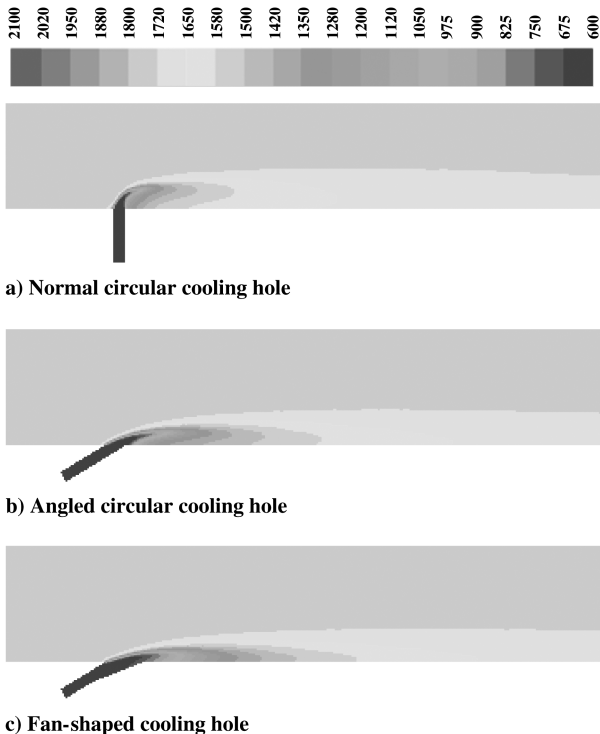 2100 2020 1950 1880 1800 1720 1650 1580 1500 1420 1350 1280 1200 1120 1050 975 900 825 750 675 600
a) Normal circular cooling hole
b) Angled circular cooling hole
c) Fan-shaped cooling hole